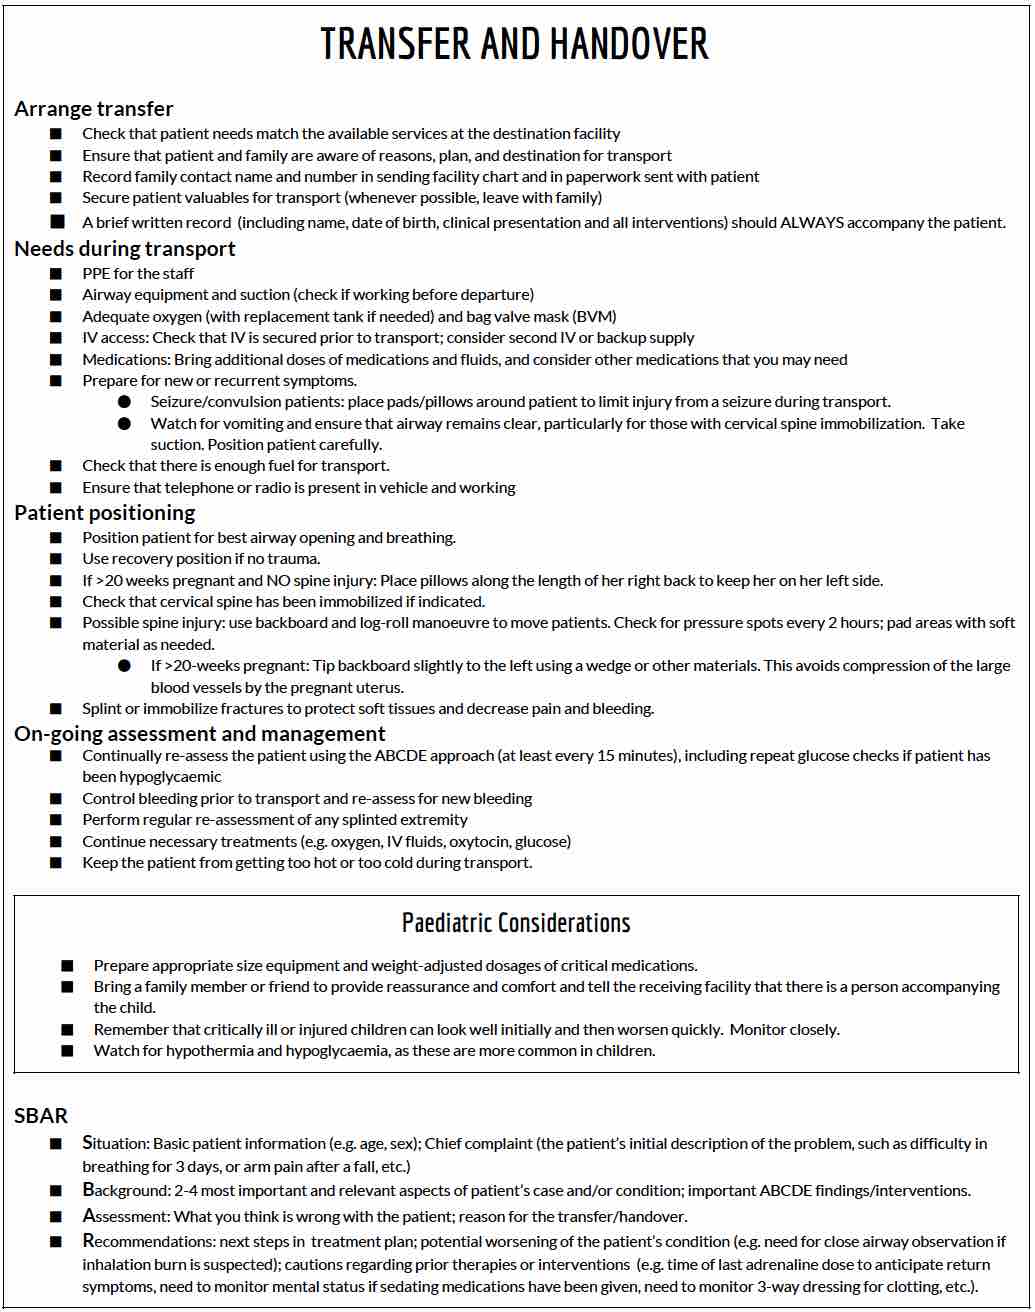 TRANSFER AND HANDOVER
Arrange transfer
■ Check that patient needs match the available services at the destination facility
■ Ensure that patient and family are aware of reasons, plan, and destination for transport
■ Record family contact name and number in sending facility chart and in paperwork sent with patient
■ Secure patient valuables for transport (whenever possible, leave with family)
■ A brief written record (including name, date of birth, clinical presentation and all interventions) should ALWAYS accompany the patient.
Needs during transport
■ PPE for the staff
■ Airway equipment and suction (check if working before departure)
■ Adequate oxygen (with replacement tank if needed) and bag valve mask (BVM)
■ IV access: Check that IV is secured prior to transport; consider second IV or backup supply
■ Medications: Bring additional doses of medications and fluids, and consider other medications that you may need
■ Prepare for new or recurrent symptoms.
● Seizure/convulsion patients: place pads/pillows around patient to limit injury from a seizure during transport.
● Watch for vomiting and ensure that airway remains clear, particularly for those with cervical spine immobilization. Take
suction. Position patient carefully.
■ Check that there is enough fuel for transport.
■ Ensure that telephone or radio is present in vehicle and working
Patient positioning
■ Position patient for best airway opening and breathing.
■ Use recovery position if no trauma.
■ If >20 weeks pregnant and NO spine injury: Place pillows along the length of her right back to keep her on her left side.
■ Check that cervical spine has been immobilized if indicated.
■ Possible spine injury: use backboard and log-roll manoeuvre to move patients. Check for pressure spots every 2 hours; pad areas with soft
material as needed.
● If >20-weeks pregnant: Tip backboard slightly to the left using a wedge or other materials. This avoids compression of the large
blood vessels by the pregnant uterus.
■ Splint or immobilize fractures to protect soft tissues and decrease pain and bleeding.
On-going assessment and management
■ Continually re-assess the patient using the ABCDE approach (at least every 15 minutes), including repeat glucose checks if patient has
been hypoglycaemic
■ Control bleeding prior to transport and re-assess for new bleeding
■ Perform regular re-assessment of any splinted extremity
■ Continue necessary treatments (e.g. oxygen, IV fluids, oxytocin, glucose)
■ Keep the patient from getting too hot or too cold during transport.
Paediatric Considerations
■ Prepare appropriate size equipment and weight-adjusted dosages of critical medications.
■ Bring a family member or friend to provide reassurance and comfort and tell the receiving facility that there is a person accompanying
the child.
■ Remember that critically ill or injured children can look well initially and then worsen quickly. Monitor closely.
■ Watch for hypothermia and hypoglycaemia, as these are more common in children.
SBAR
■ Situation: Basic patient information (e.g. age, sex); Chief complaint (the patient's initial description of the problem, such as difficulty in
breathing for 3 days, or arm pain after a fall, etc.)
■ Background: 2-4 most important and relevant aspects of patient's case and/or condition; important ABCDE findings/interventions.
■ Assessment: What you think is wrong with the patient; reason for the transfer/handover.
■ Recommendations: next steps in treatment plan; potential worsening of the patient's condition (e.g. need for close airway observation if
inhalation burn is suspected); cautions regarding prior therapies or interventions (e.g. time of last adrenaline dose to anticipate return
symptoms, need to monitor mental status if sedating medications have been given, need to monitor 3-way dressing for clotting, etc.).